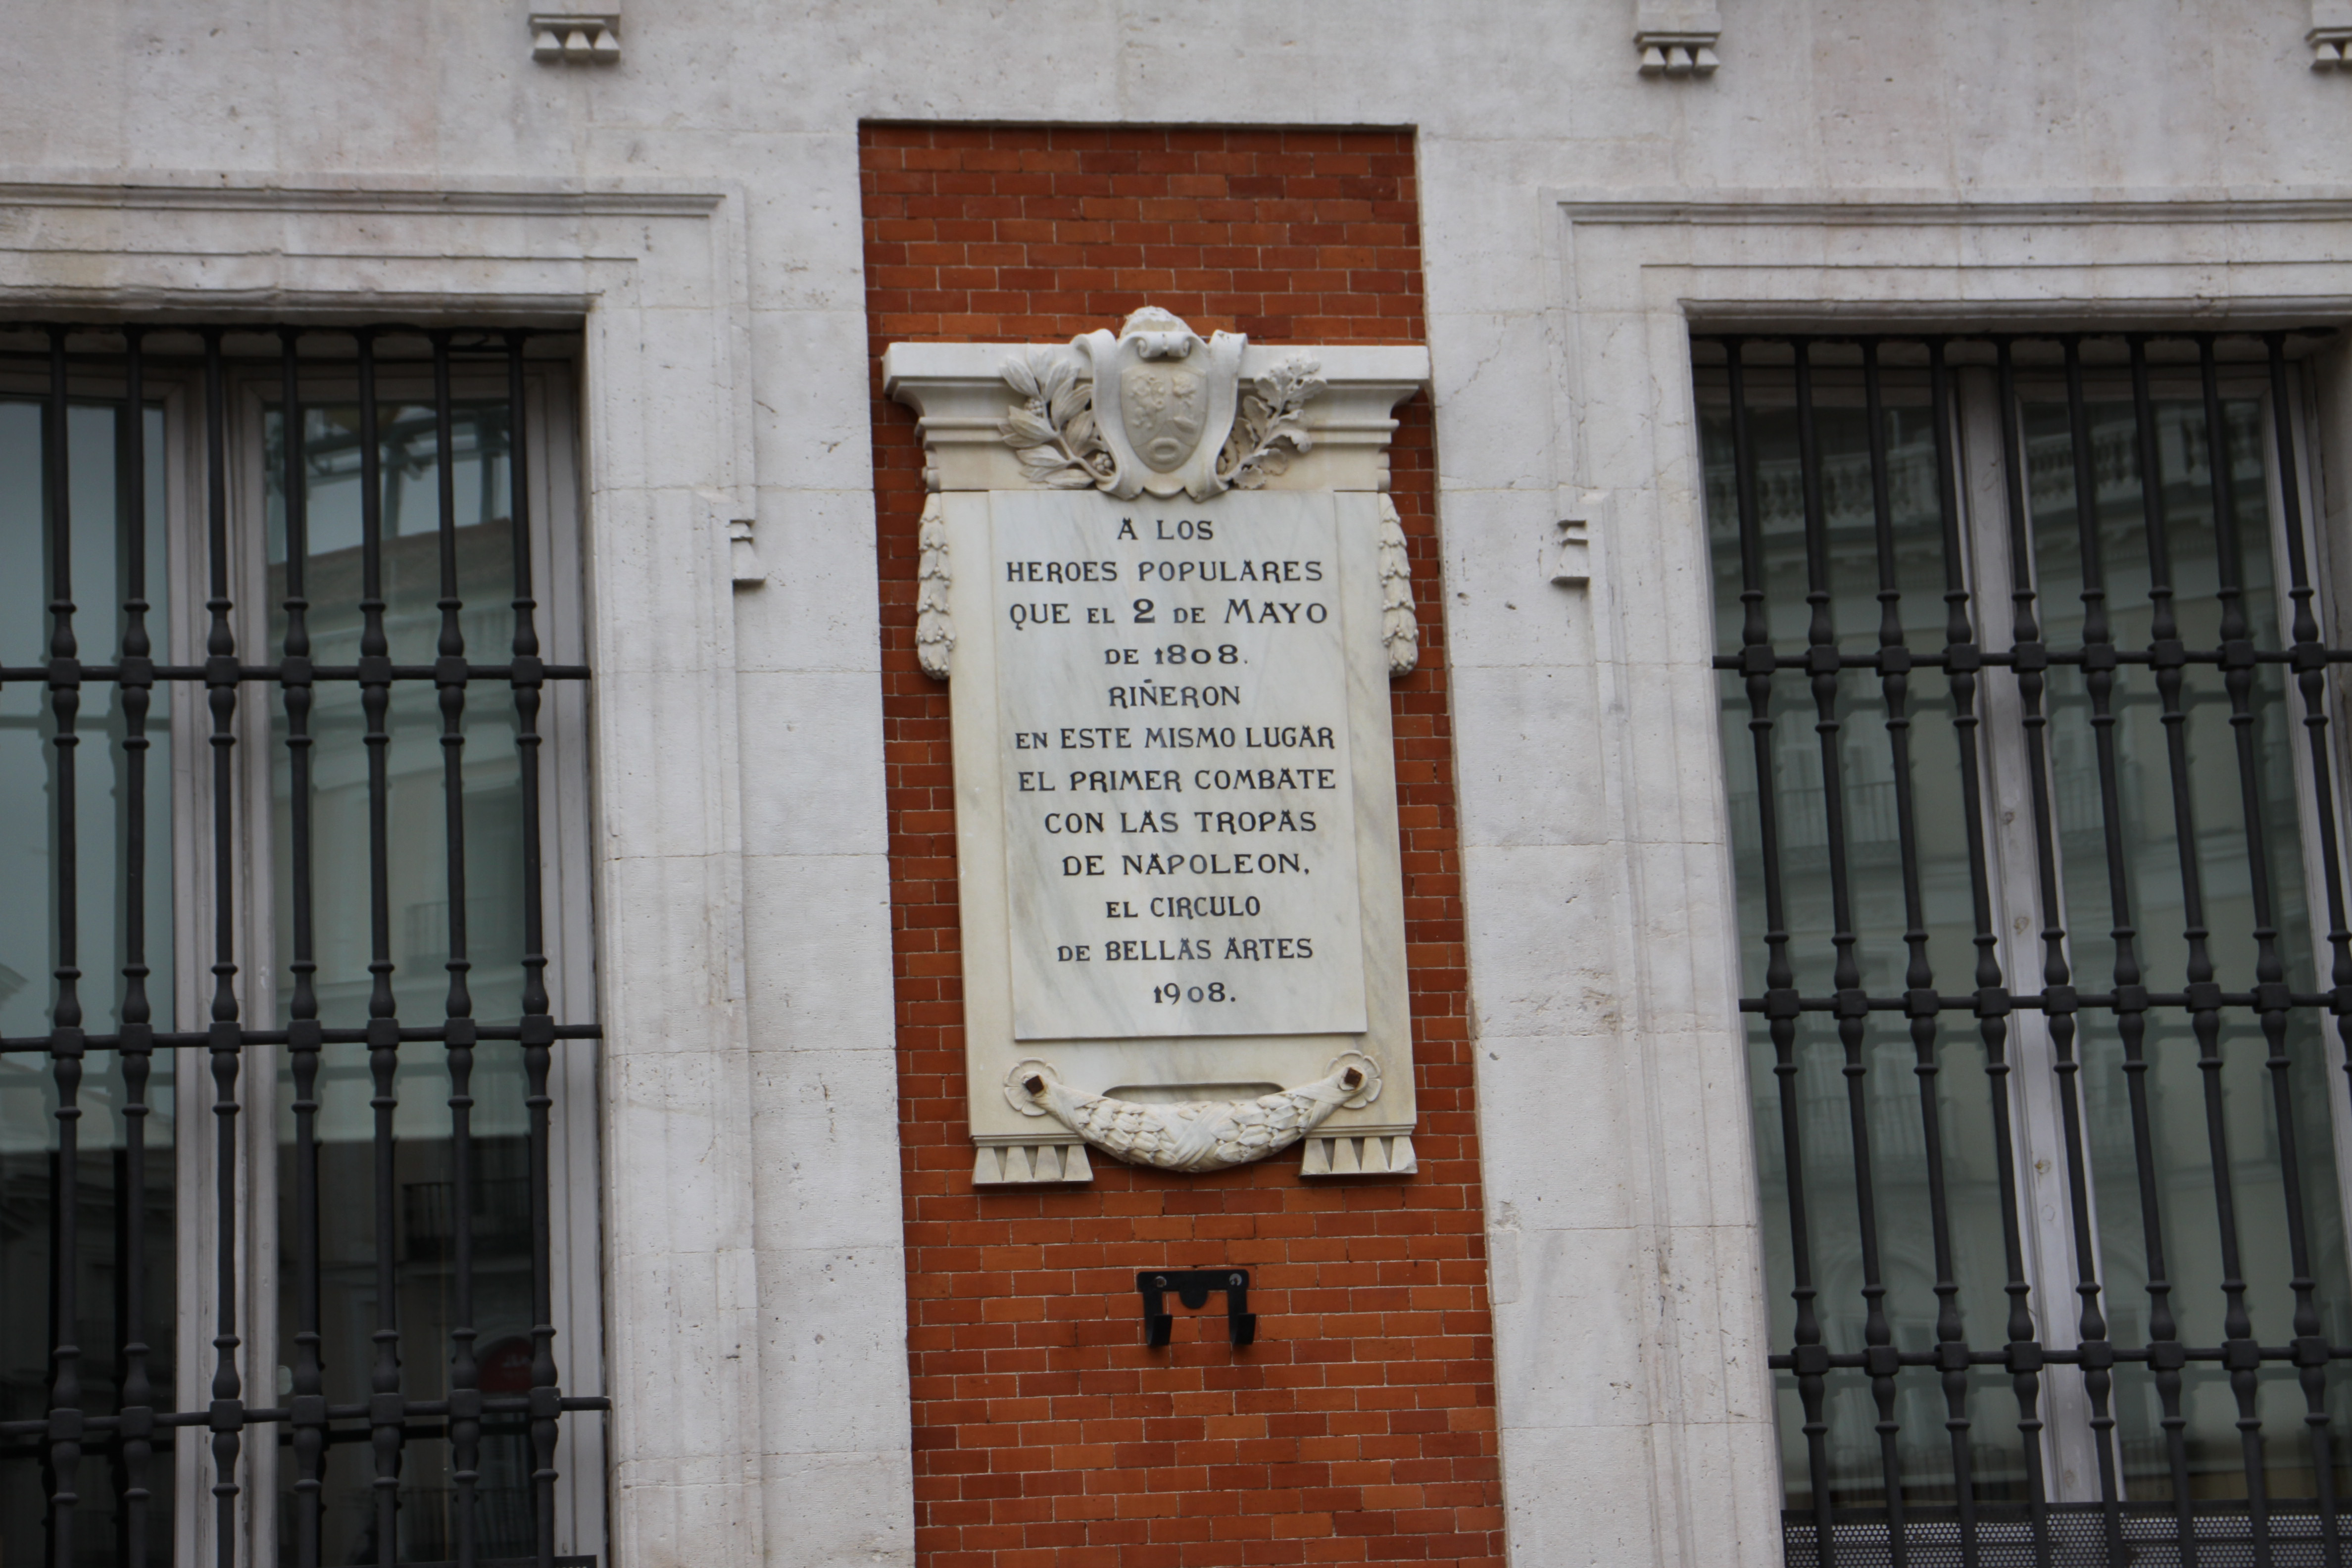 A LOS
HEROES POPULARES
QUE EL 2 DE MAYO
DE 1808.
RIÑERON
EN ESTE MISMO LUGAR
EL PRIMER COMBATE
CON LAS TROPAS
DE NAPOLEON,
EL CIRCULO
DE BELLAS ARTES
1908.